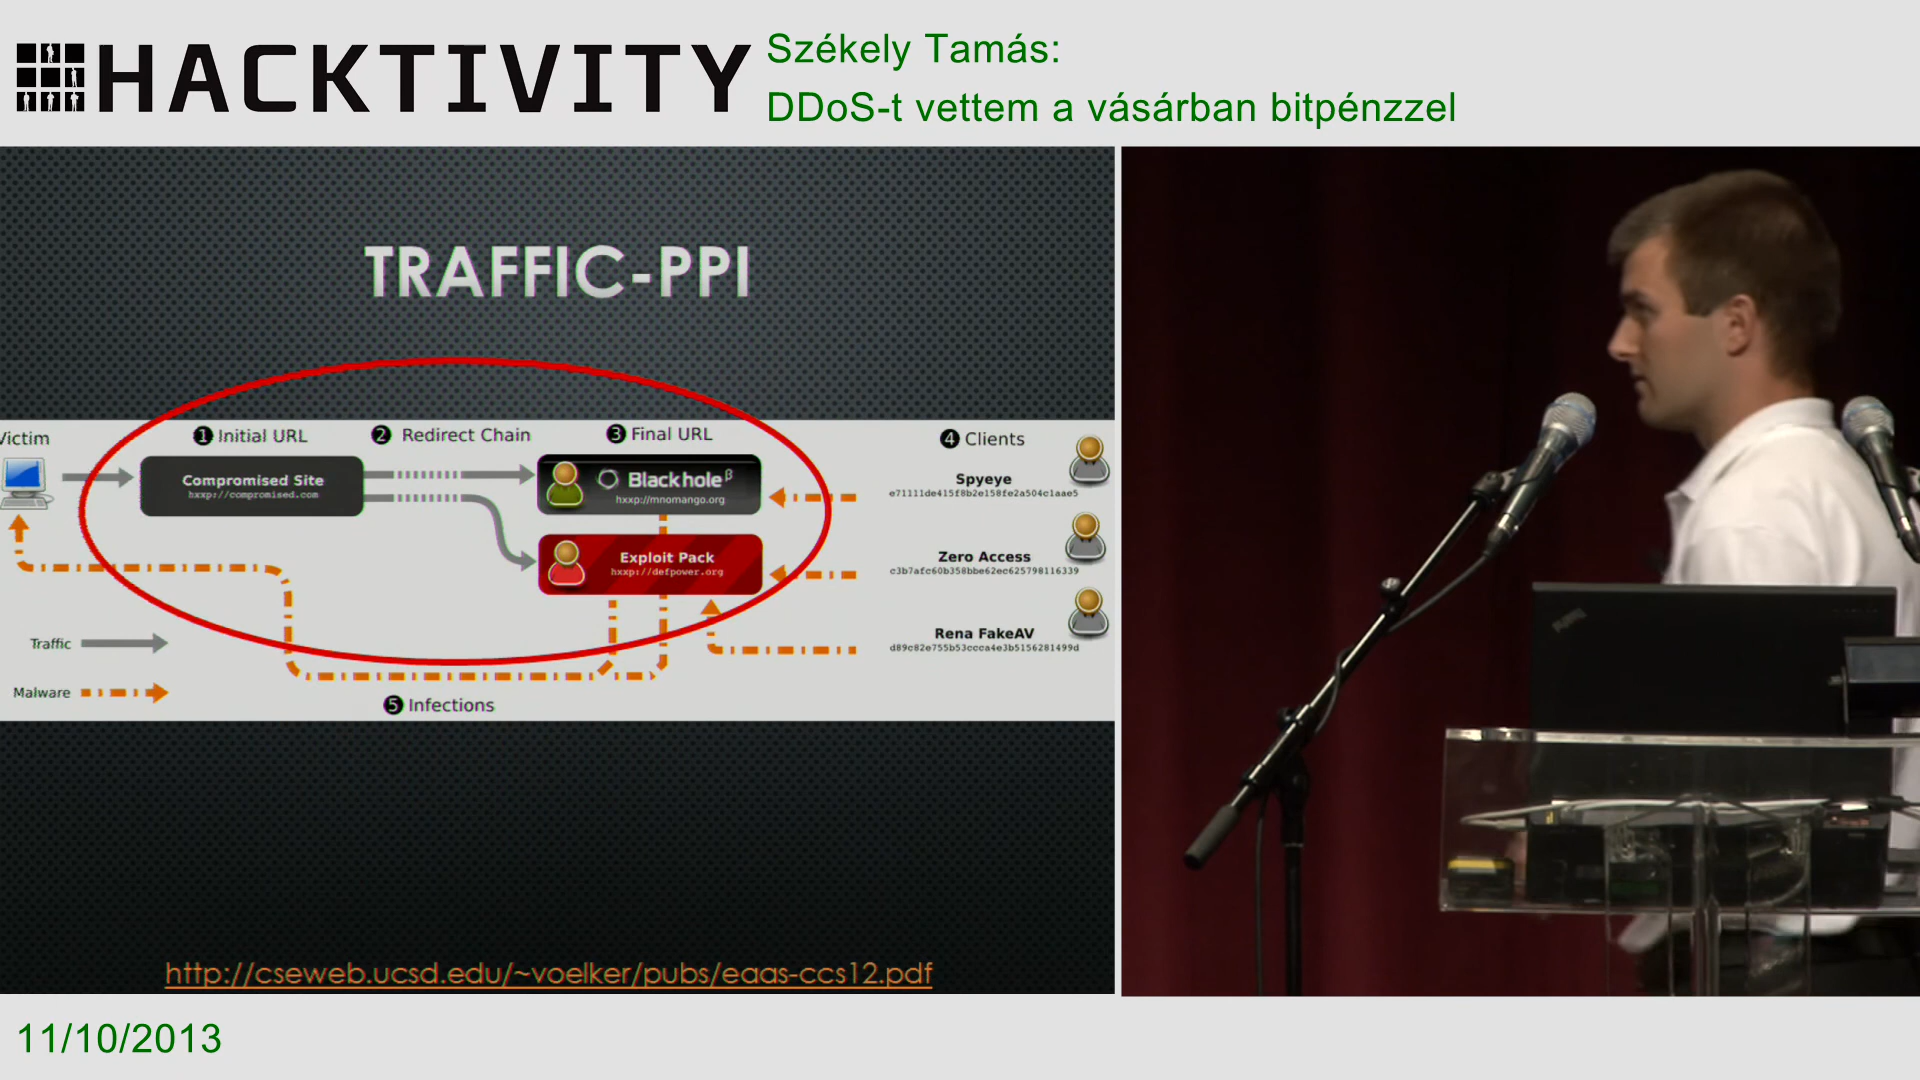 HACKTIVITY
Székely Tamás:
DDoS-t vettem a vásárban bitpénzzel
TRAFFIC-PPI
Victim
❶ Initial URL
❷ Redirect Chain
❸ Final URL
❹ Clients
Compromised Site
hxxp://compromised.com
Blackhole β
hxxp://mnomango.org
Exploit Pack
hxxp://defpower.org
Spyeye
e71111de415f8b2e158fe2a504c1aae5
Zero Access
c3b7afc60b358bbe62ec625798116339
Rena FakeAV
d89c82e755b53ccca4e3b5156281499d
Traffic
Malware
❺ Infections
http://cseweb.ucsd.edu/~voelker/pubs/eaas-ccs12.pdf
11/10/2013